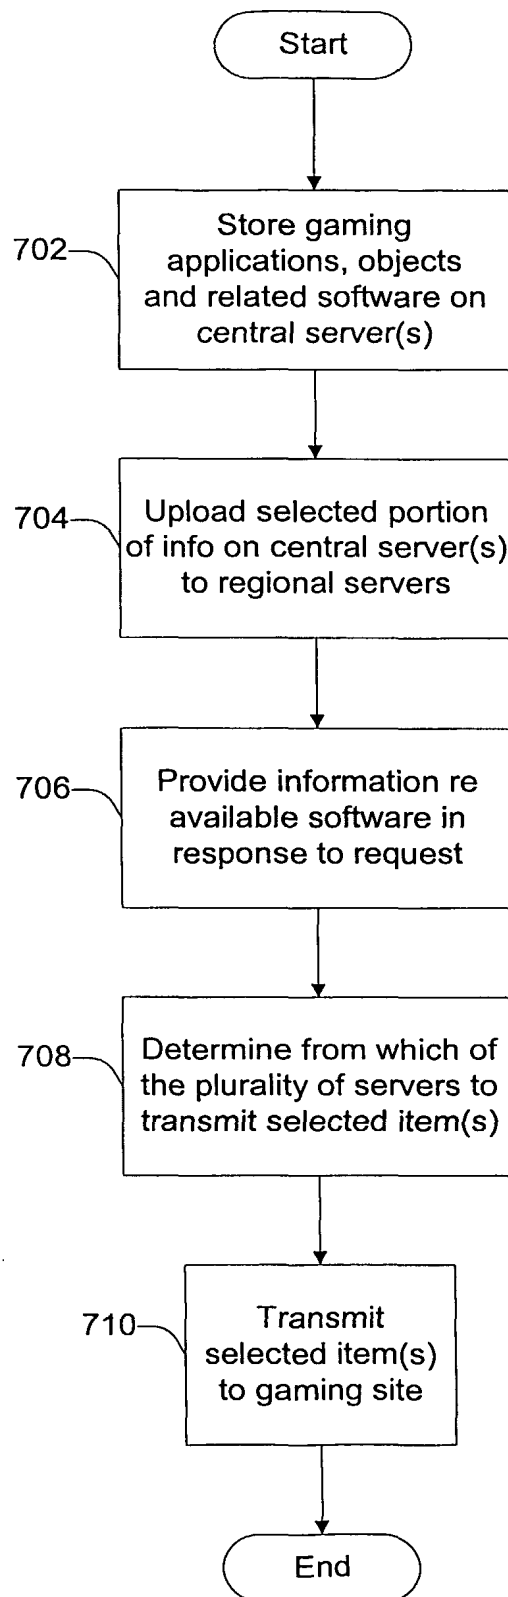 Start
702
Store gaming
applications, objects
and related software on
central server(s)
704
Upload selected portion
of info on central server(s)
to regional servers
706
Provide information re
available software in
response to request
708
Determine from which of
the plurality of servers to
transmit selected item(s)
710
Transmit
selected item(s)
to gaming site
End